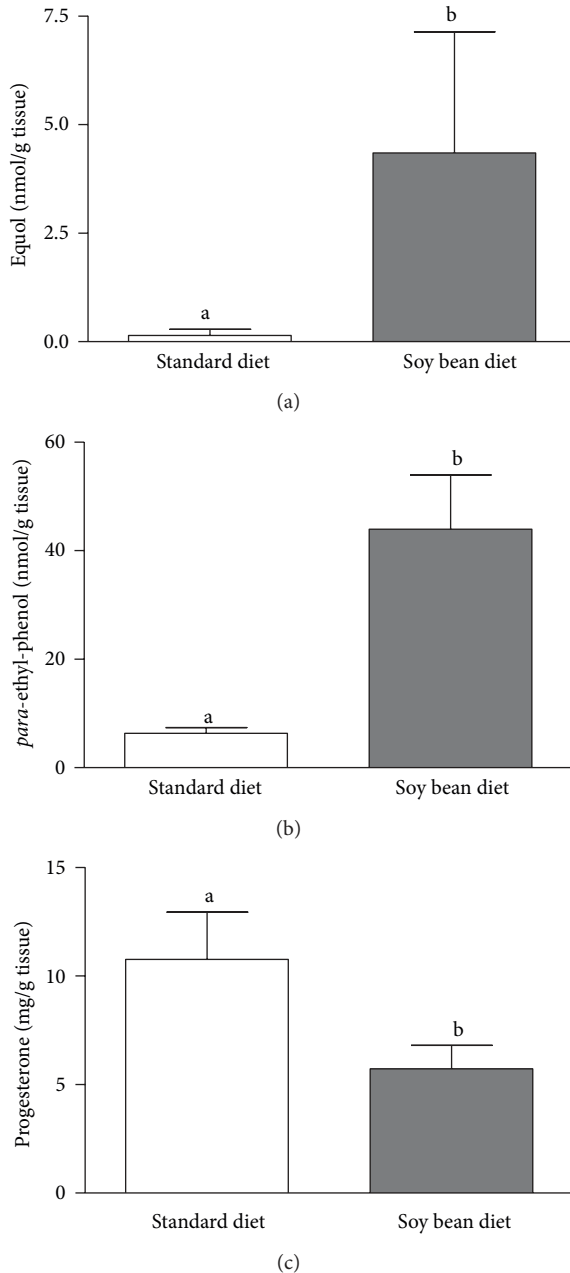 7.5
5.0
2.5
0.0
Equol (nmol/g tissue)
a
b
Standard diet
Soy bean diet
(a)
60
40
20
0
para-ethyl-phenol (nmol/g tissue)
a
b
Standard diet
Soy bean diet
(b)
15
10
5
0
Progesterone (mg/g tissue)
a
b
Standard diet
Soy bean diet
(c)